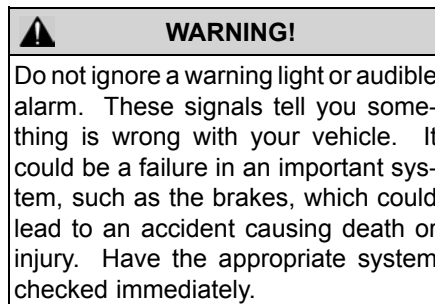 WARNING!
Do not ignore a warning light or audible
alarm. These signals tell you some-
thing is wrong with your vehicle. It
could be a failure in an important sys-
tem, such as the brakes, which could
lead to an accident causing death or
injury. Have the appropriate system
checked immediately.